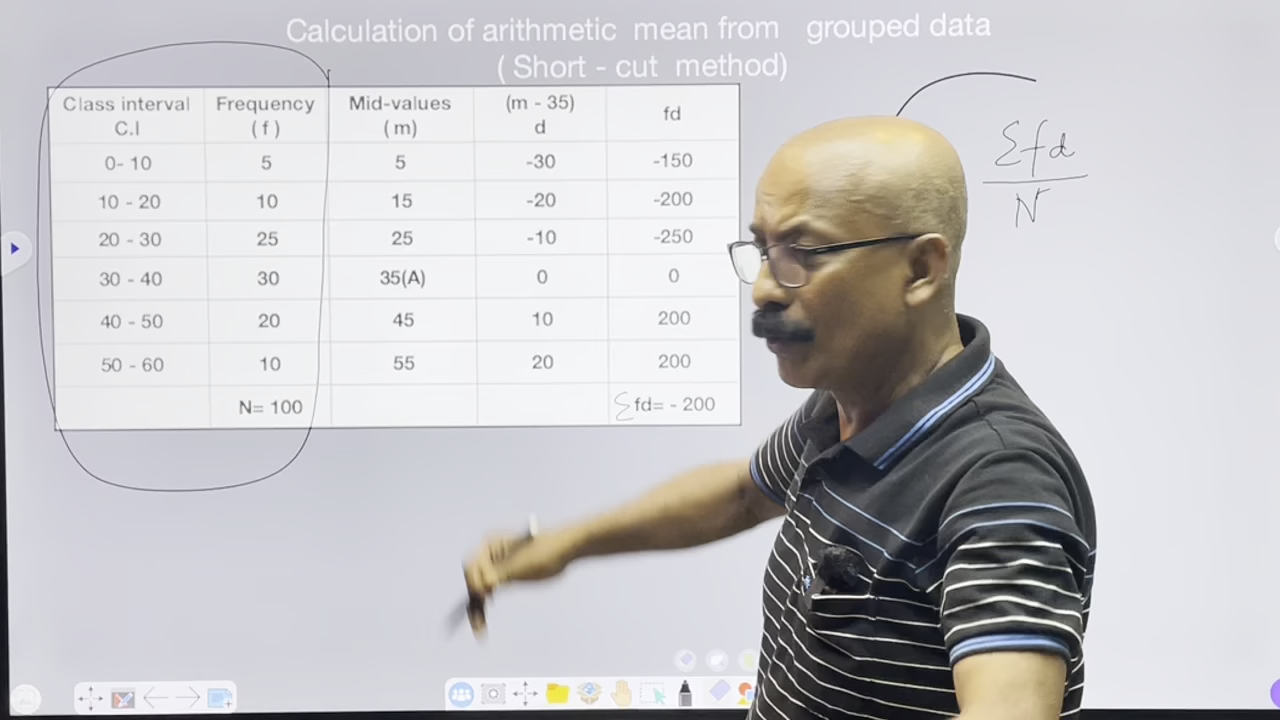 Calculation of arithmetic mean from grouped data
( Short - cut method)
Class interval C.I Frequency ( f ) Mid-values ( m ) (m - 35) d fd
0- 10 5 5 -30 -150
10 - 20 10 15 -20 -200
20 - 30 25 25 -10 -250
30 - 40 30 35(A) 0 0
40 - 50 20 45 10 200
50 - 60 10 55 20 200
N= 100 Σfd= - 200
Σfd
N